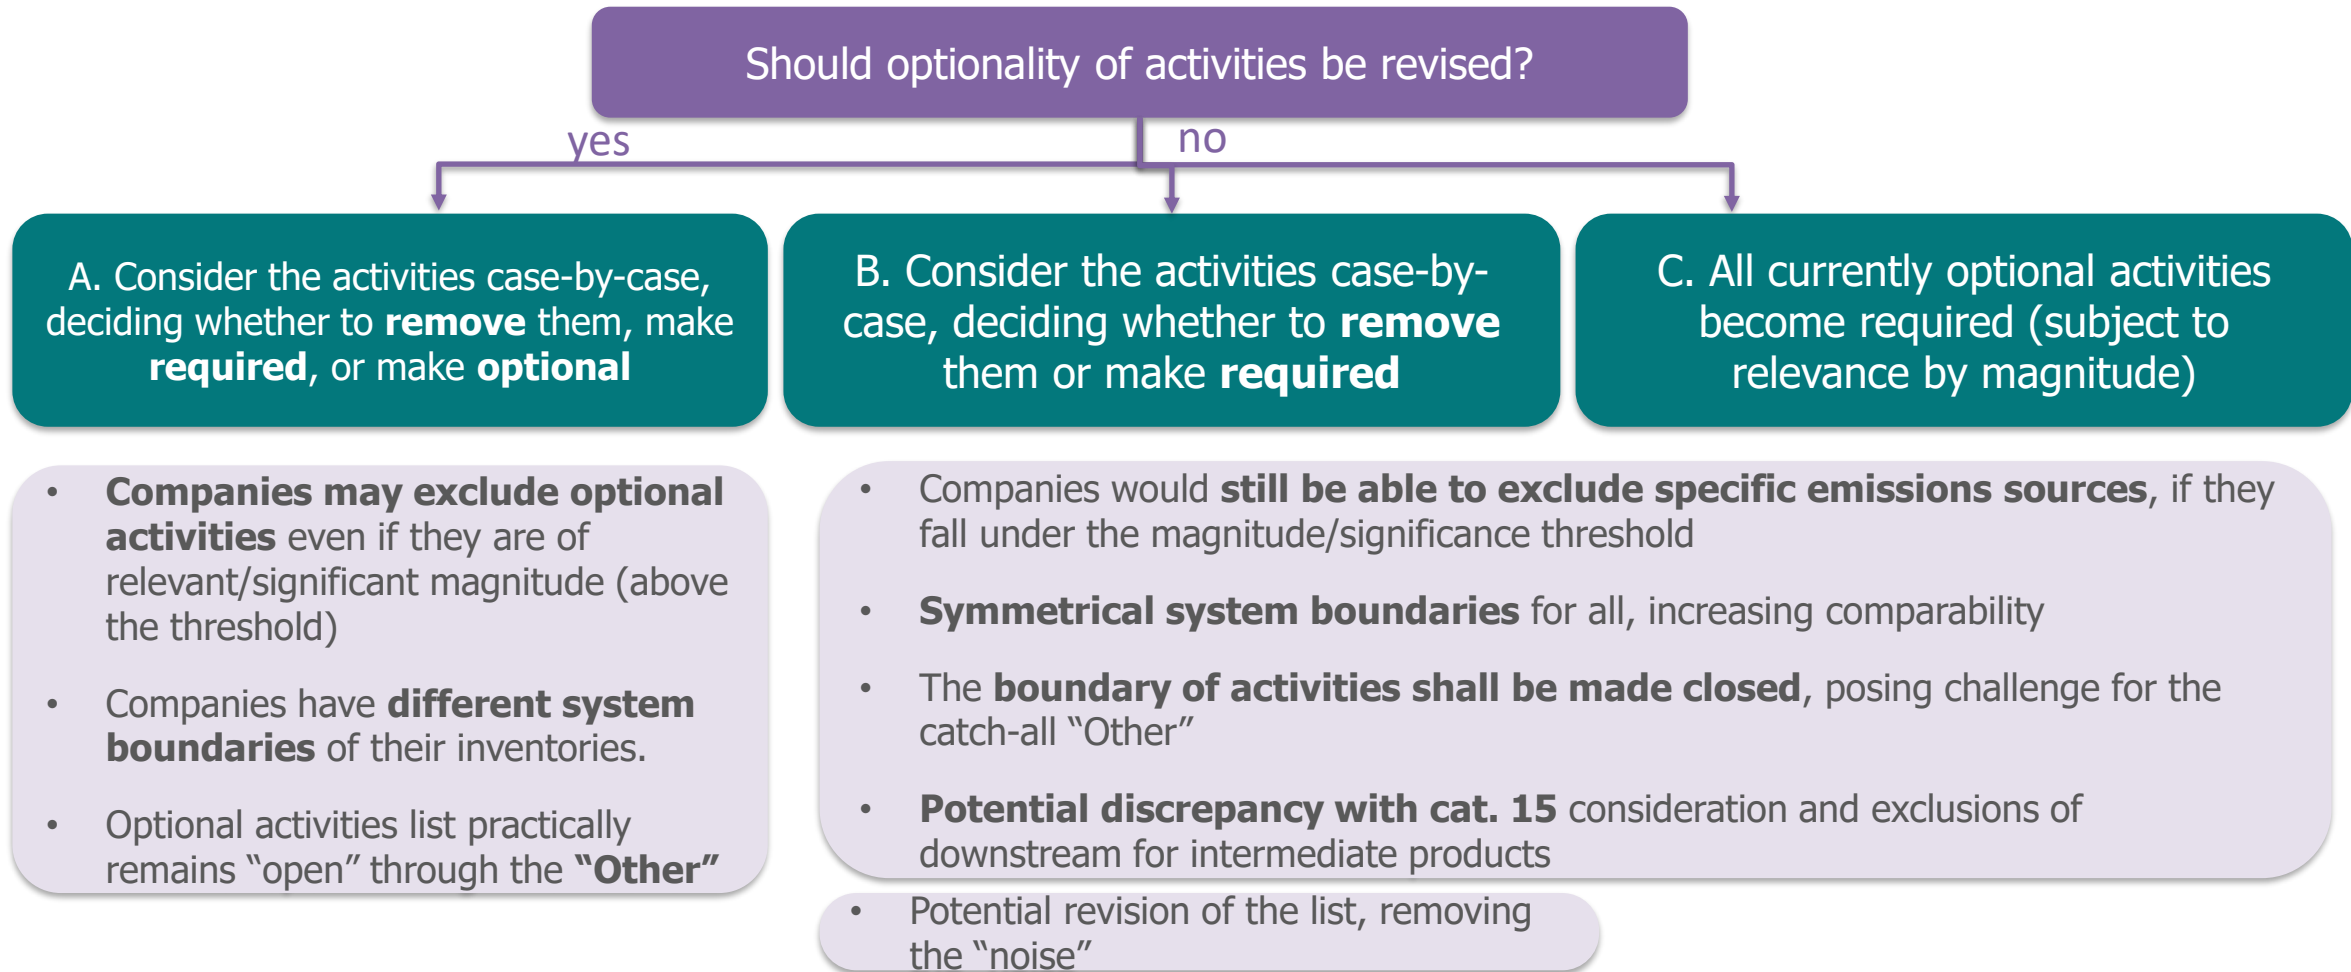 Should optionality of activities be revised?
yes
no
A. Consider the activities case-by-case,
deciding whether to remove them, make
required, or make optional
B. Consider the activities case-by-
case, deciding whether to remove
them or make required
C. All currently optional activities
become required (subject to
relevance by magnitude)
• Companies may exclude optional
activities even if they are of
relevant/significant magnitude (above
the threshold)
• Companies have different system
boundaries of their inventories.
• Optional activities list practically
remains “open” through the “Other”
• Companies would still be able to exclude specific emissions sources, if they
fall under the magnitude/significance threshold
• Symmetrical system boundaries for all, increasing comparability
• The boundary of activities shall be made closed, posing challenge for the
catch-all “Other”
• Potential discrepancy with cat. 15 consideration and exclusions of
downstream for intermediate products
• Potential revision of the list, removing
the “noise”